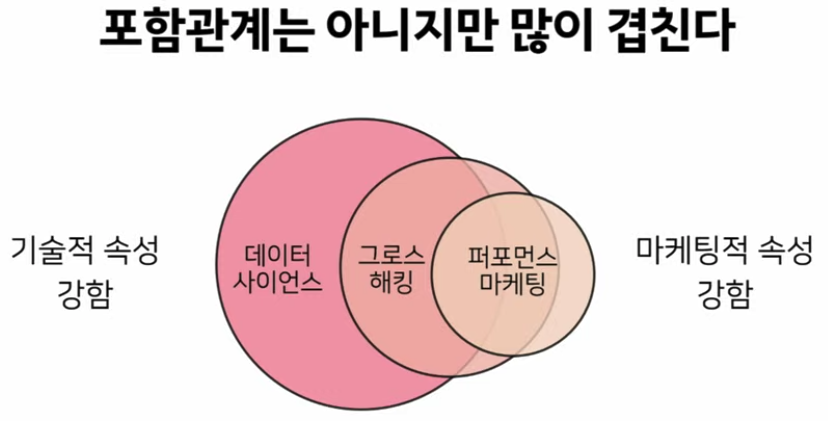 포함관계는 아니지만 많이 겹친다
기술적 속성
강함
데이터
사이언스
그로스
해킹
퍼포먼스
마케팅
마케팅적 속성
강함